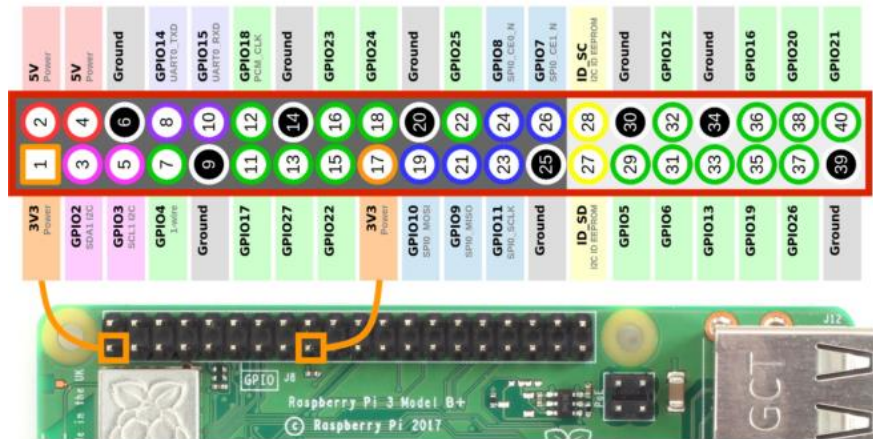 5V
Power
5V
Power
Ground
GPIO14
UART0_TXD
GPIO15
UART0_RXD
GPIO18
PCM_CLK
Ground
GPIO23
GPIO24
Ground
GPIO25
GPIO8
SPI0_CE0_N
GPIO7
SPI0_CE1_N
ID_SC
I2C ID EEPROM
Ground
GPIO12
Ground
GPIO16
GPIO20
GPIO21
2 4 6 8 10 12 14 16 18 20 22 24 26 28 30 32 34 36 38 40
1 3 5 7 9 11 13 15 17 19 21 23 25 27 29 31 33 35 37 39
3V3
Power
GPIO2
SDA1 I2C
GPIO3
SCL1 I2C
GPIO4
1-wire
Ground
GPIO17
GPIO27
GPIO22
3V3
Power
GPIO10
SPI0_MOSI
GPIO9
SPI0_MISO
GPIO11
SPI0_SCLK
Ground
ID_SD
I2C ID EEPROM
GPIO5
GPIO6
GPIO13
GPIO19
GPIO26
Ground
J12
GPIO J8
PoE
Raspberry Pi 3 Model B+
© Raspberry Pi 2017
in the UK
GCT